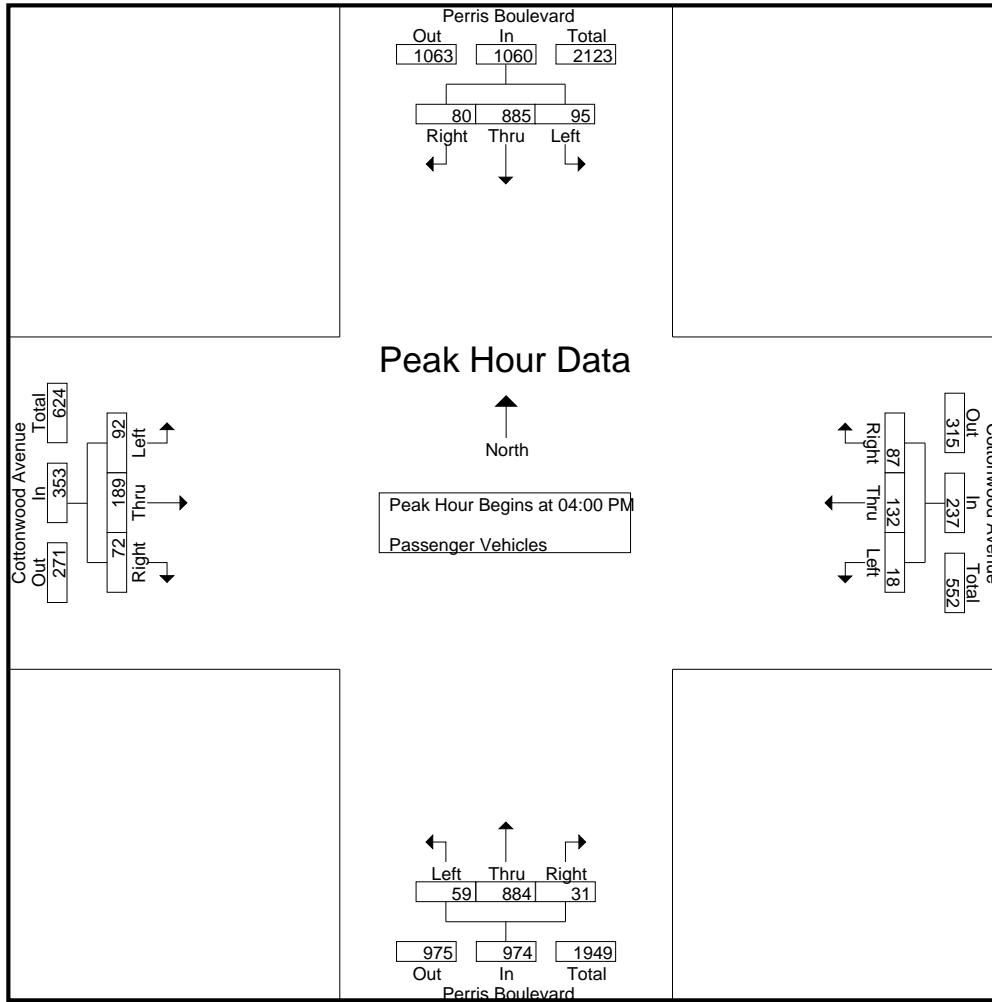 Perris Boulevard
Out In Total
1063 1060 2123
80 885 95
Right Thru Left
Peak Hour Data
North
Peak Hour Begins at 04:00 PM
Passenger Vehicles
Cottonwood Avenue
Total In Out
624 353 271
92 189 72
Left Thru Right
Cottonwood Avenue
Out In Total
315 237 552
87 132 18
Right Thru Left
Left Thru Right
59 884 31
975 974 1949
Out In Total
Perris Boulevard